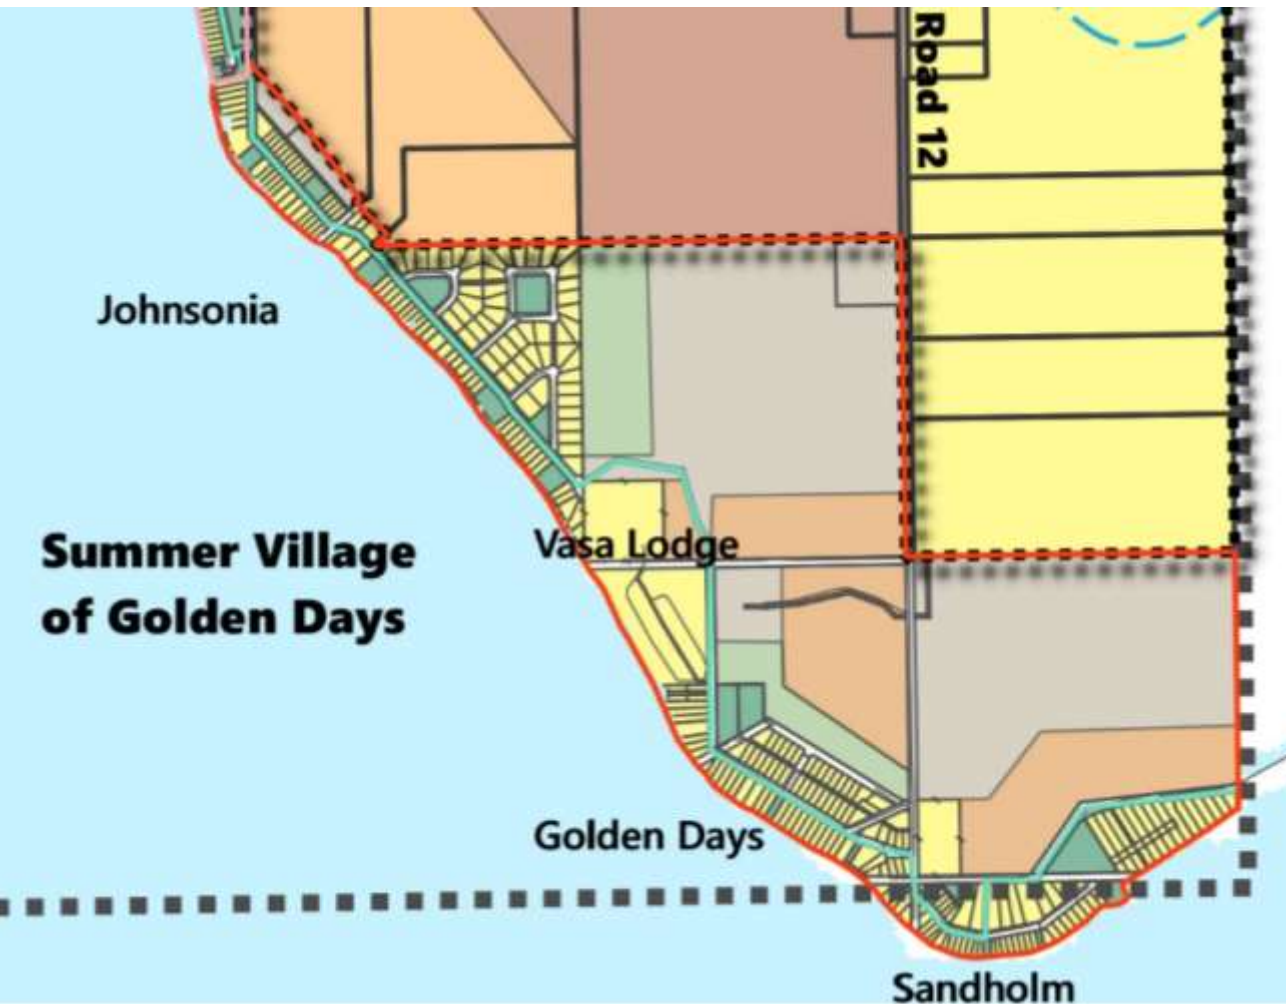 Road 12
Johnsonia
Summer Village
of Golden Days
Vasa Lodge
Golden Days
Sandholm